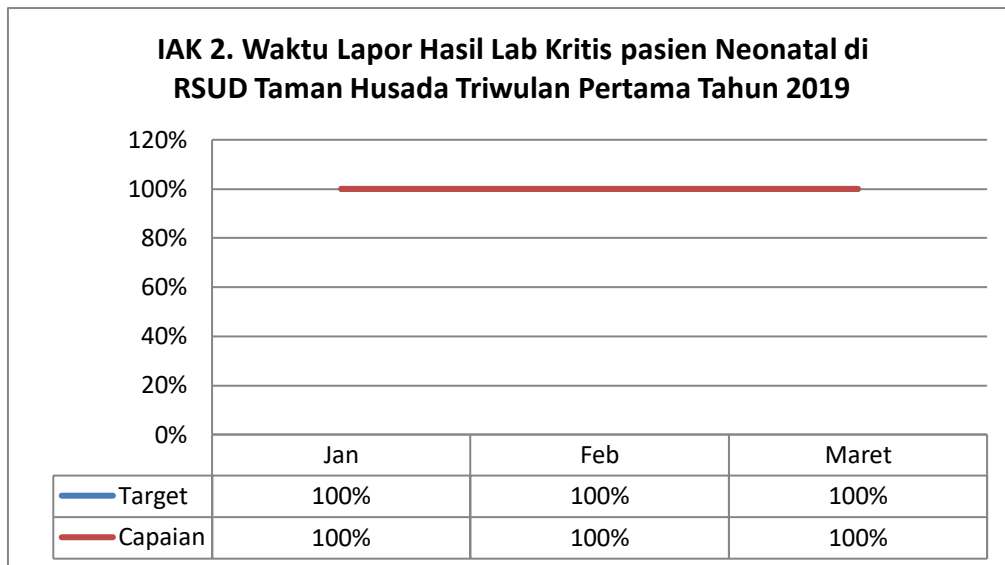 IAK 2. Waktu Lapor Hasil Lab Kritis pasien Neonatal di
RSUD Taman Husada Triwulan Pertama Tahun 2019
120%
100%
80%
60%
40%
20%
0%
Jan Feb Maret
Target 100% 100% 100%
Capaian 100% 100% 100%